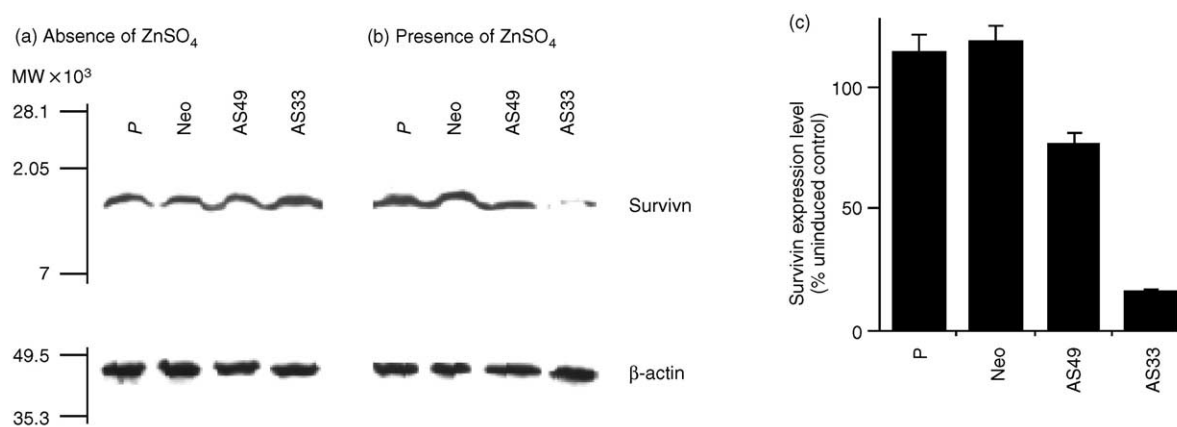 (a) Absence of ZnSO₄
(b) Presence of ZnSO₄
MW ×10³
28.1
2.05
7
49.5
35.3
P Neo AS49 AS33
P Neo AS49 AS33
Survivn
β-actin
(c)
Survivin expression level
(% uninduced control)
100
50
0
P Neo AS49 AS33